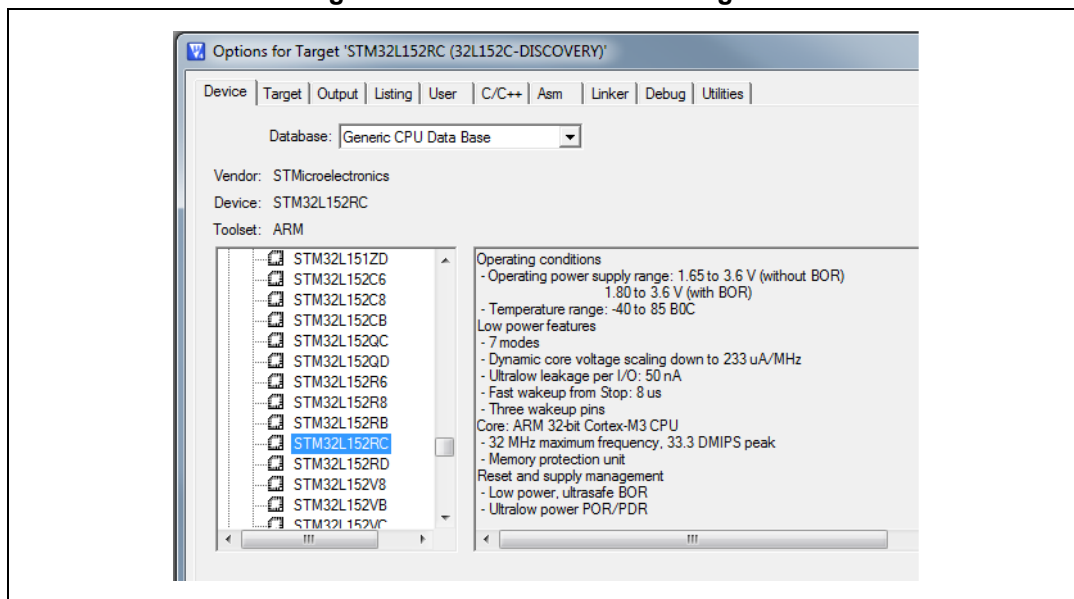 Options for Target 'STM32L152RC (32L152C-DISCOVERY)'
Device Target Output Listing User C/C++ Asm Linker Debug Utilities
Database: Generic CPU Data Base
Vendor: STMicroelectronics
Device: STM32L152RC
Toolset: ARM
STM32L151ZD
STM32L152C6
STM32L152C8
STM32L152CB
STM32L152QC
STM32L152QD
STM32L152R6
STM32L152R8
STM32L152RB
STM32L152RC
STM32L152RD
STM32L152V8
STM32L152VB
STM32L152VC
Operating conditions
- Operating power supply range: 1.65 to 3.6 V (without BOR)
1.80 to 3.6 V (with BOR)
- Temperature range: -40 to 85 B0C
Low power features
- 7 modes
- Dynamic core voltage scaling down to 233 uA/MHz
- Ultralow leakage per I/O: 50 nA
- Fast wakeup from Stop: 8 us
- Three wakeup pins
Core: ARM 32-bit Cortex-M3 CPU
- 32 MHz maximum frequency, 33.3 DMIPS peak
- Memory protection unit
Reset and supply management
- Low power, ultrasafe BOR
- Ultralow power POR/PDR